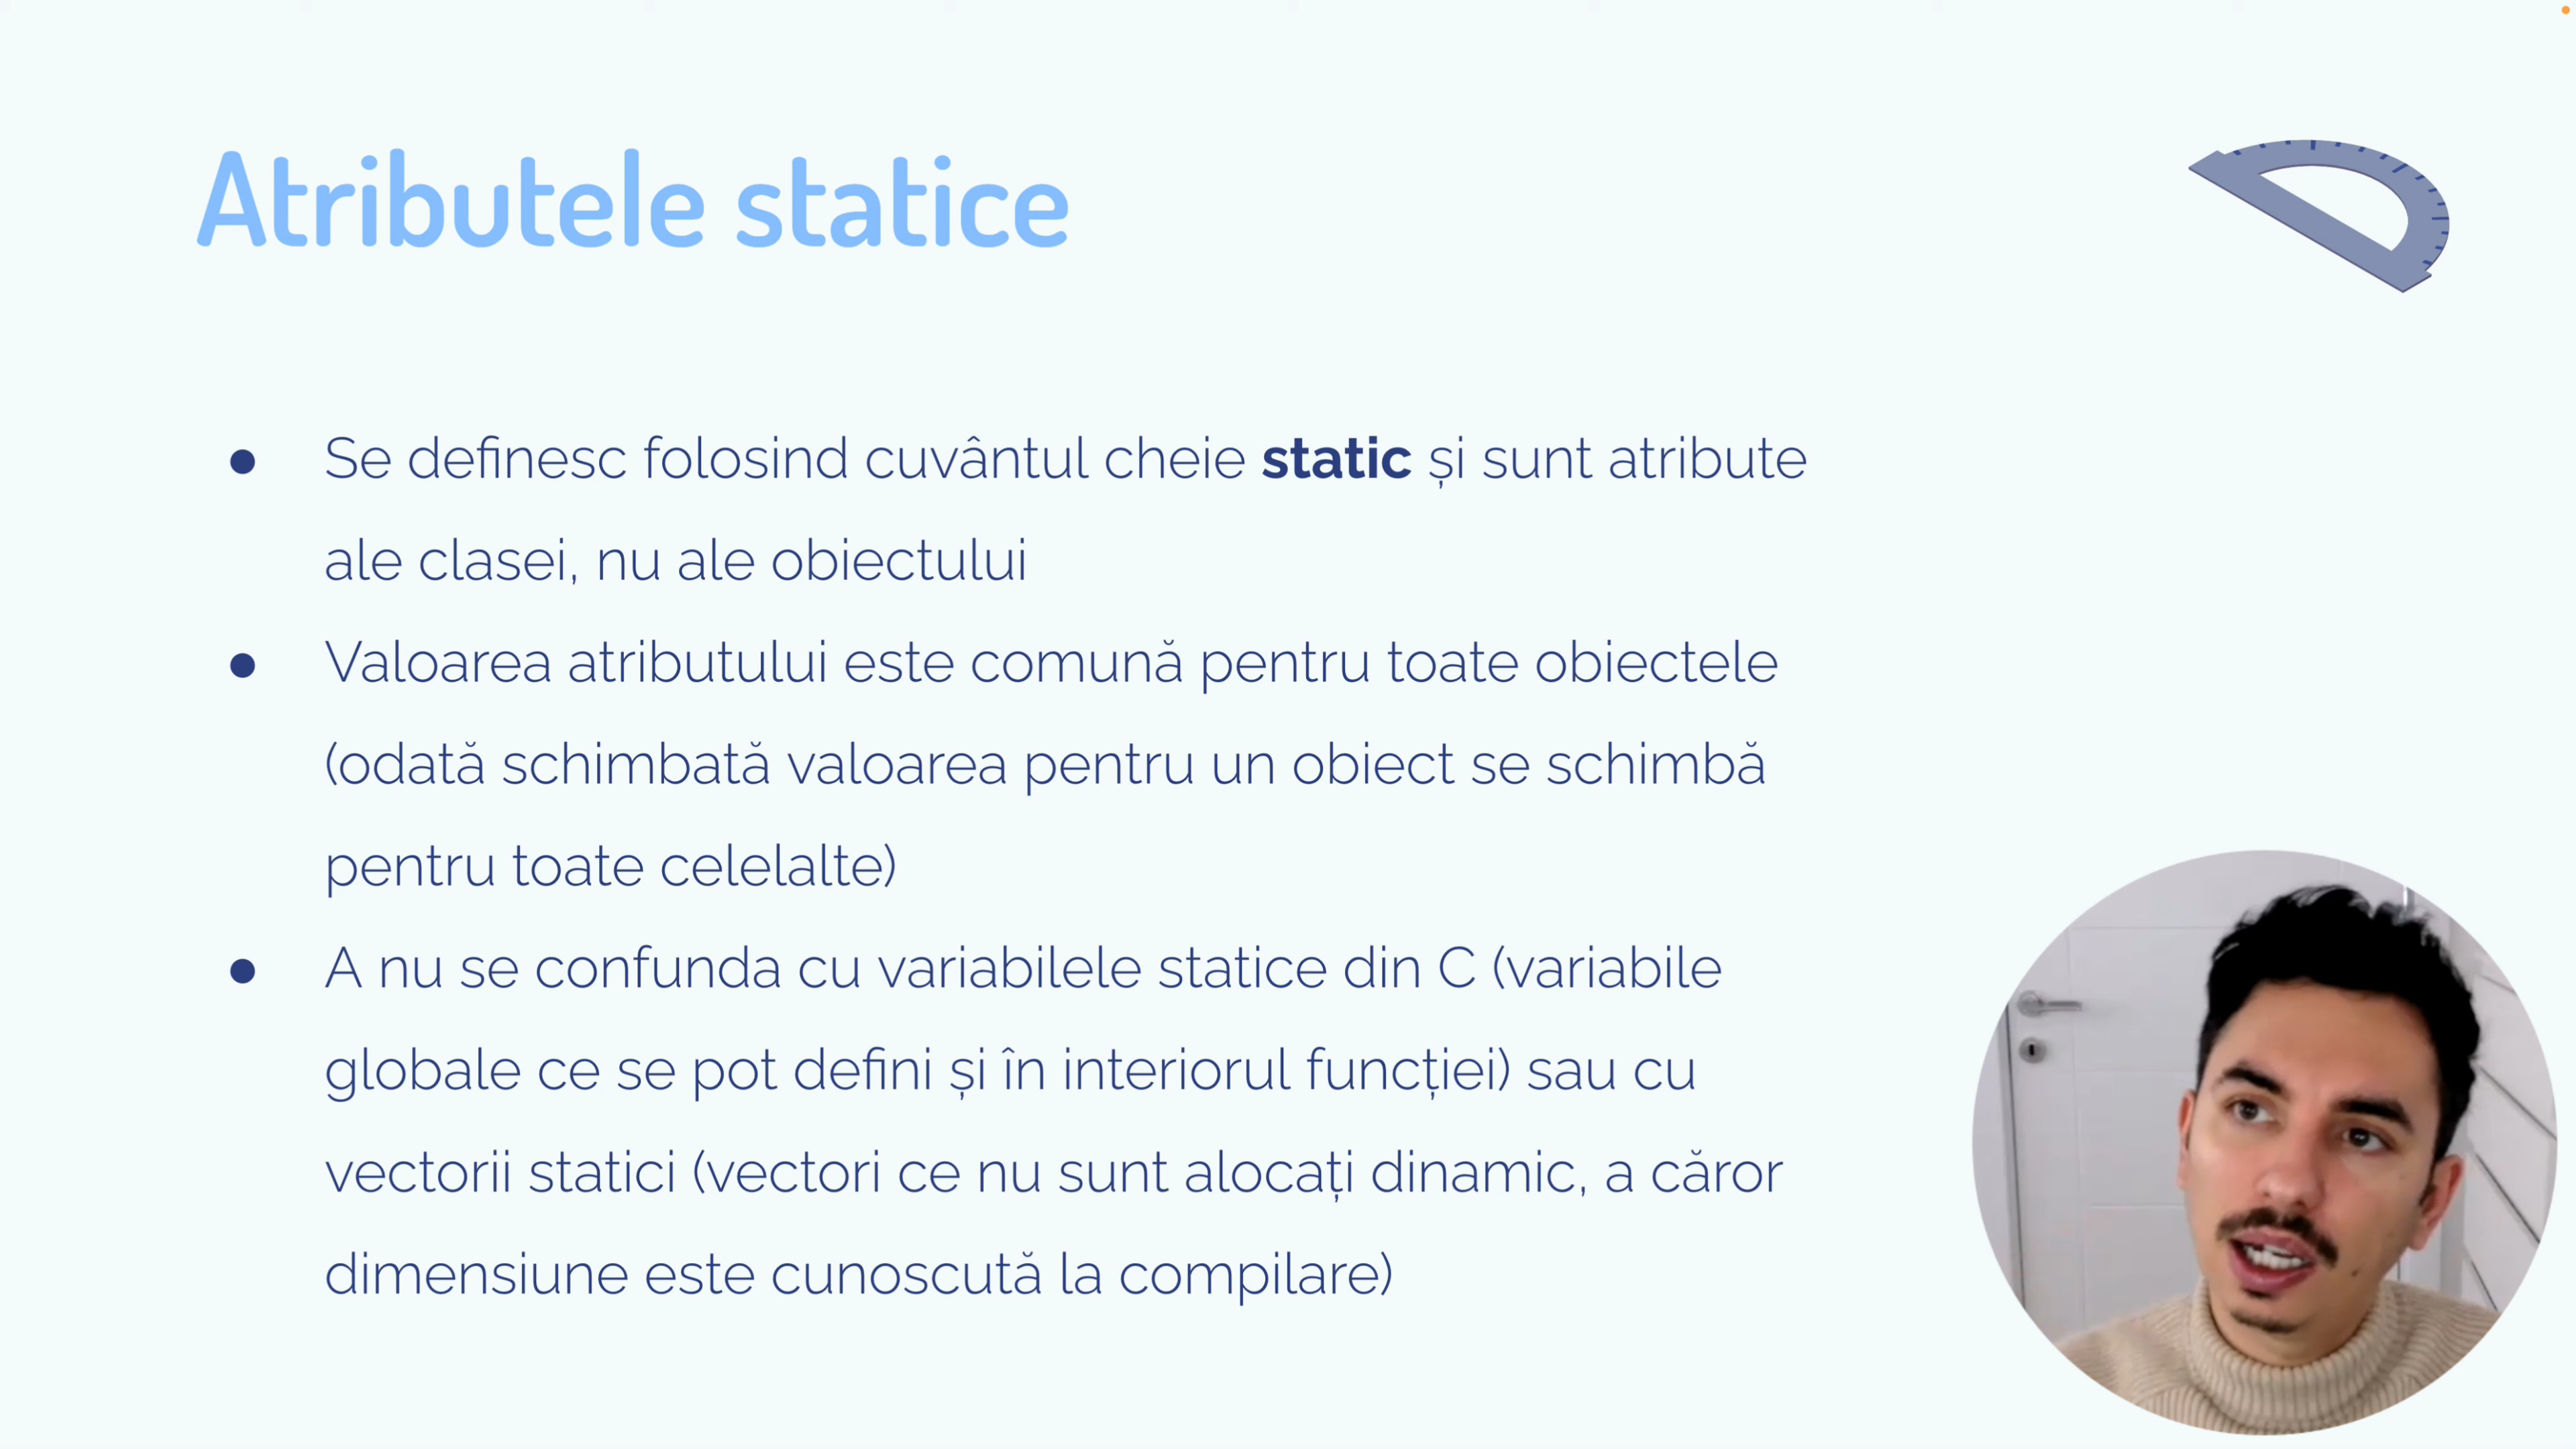 Atributele statice
● Se definesc folosind cuvântul cheie static și sunt atribute
ale clasei, nu ale obiectului
● Valoarea atributului este comună pentru toate obiectele
(odată schimbată valoarea pentru un obiect se schimbă
pentru toate celelalte)
● A nu se confunda cu variabilele statice din C (variabile
globale ce se pot defini și în interiorul funcției) sau cu
vectorii statici (vectori ce nu sunt alocați dinamic, a căror
dimensiune este cunoscută la compilare)